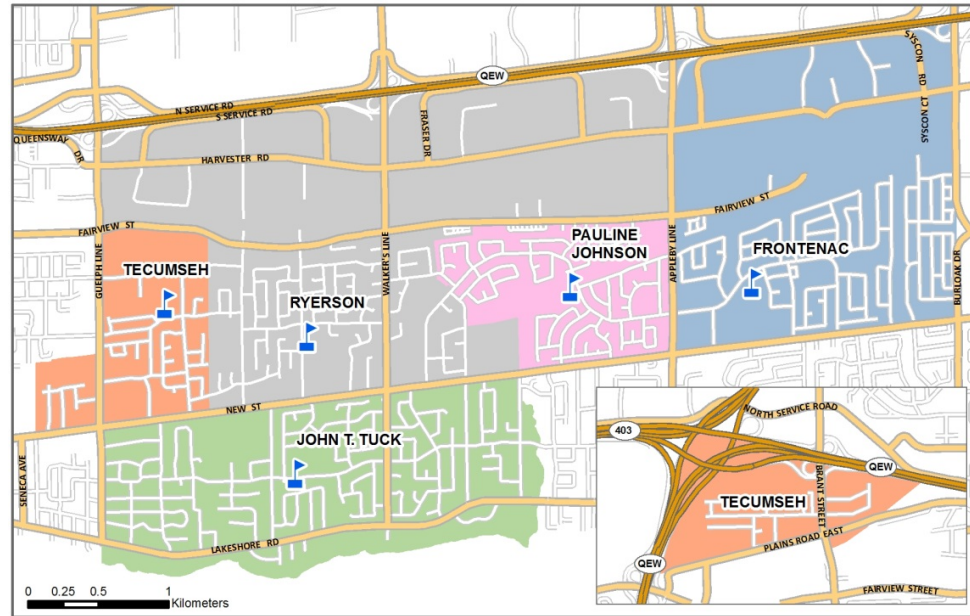 SYSCON RD
SYSCON CT
QEW
N SERVICE RD
S SERVICE RD
QUEENSWAY DR
FRASER DR
HARVESTER RD
FAIRVIEW ST
FAIRVIEW ST
GUELPH LINE
WALKER'S LINE
APPLEBY LINE
BURLOAK DR
TECUMSEH
RYERSON
PAULINE
JOHNSON
FRONTENAC
NEW ST
JOHN T. TUCK
SENECA AVE
LAKESHORE RD
0 0.25 0.5 1
Kilometers
NORTH SERVICE ROAD
403
QEW
BRANT STREET
TECUMSEH
PLAINS ROAD EAST
QEW
FAIRVIEW STREET